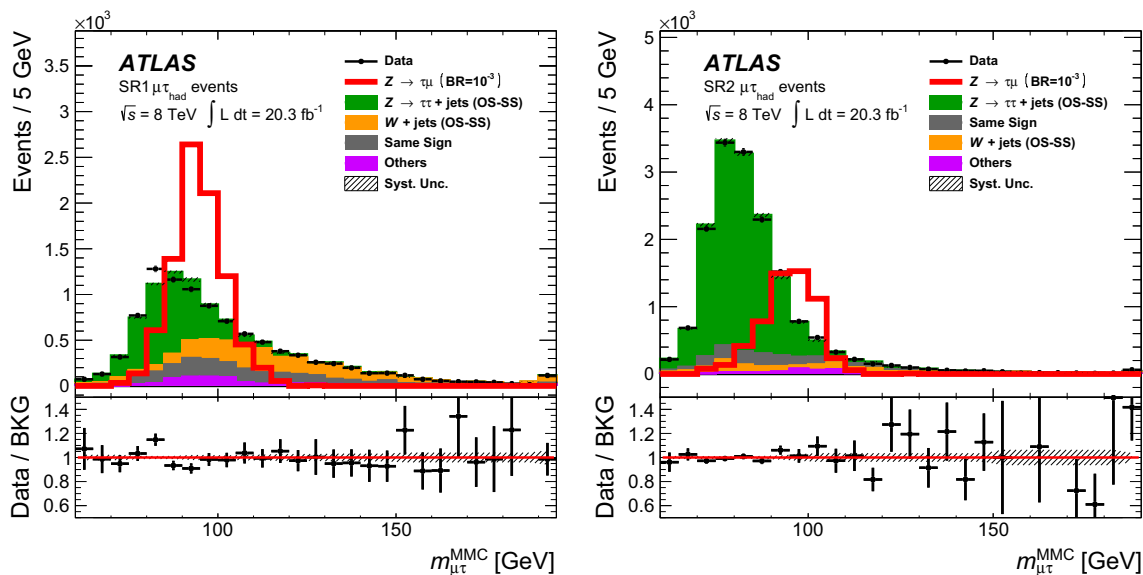 ×10³
Events / 5 GeV
3.5
3
2.5
2
1.5
1
0.5
0
ATLAS
SR1 μτhad events
√s = 8 TeV ∫ L dt = 20.3 fb⁻¹
Data
Z → τμ (BR=10⁻³)
Z → ττ + jets (OS-SS)
W + jets (OS-SS)
Same Sign
Others
Syst. Unc.
Data / BKG
1.4
1.2
1
0.8
0.6
100
150
m_μτ^MMC [GeV]
×10³
Events / 5 GeV
5
4
3
2
1
0
ATLAS
SR2 μτhad events
√s = 8 TeV ∫ L dt = 20.3 fb⁻¹
Data
Z → τμ (BR=10⁻³)
Z → ττ + jets (OS-SS)
Same Sign
W + jets (OS-SS)
Others
Syst. Unc.
Data / BKG
1.4
1.2
1
0.8
0.6
100
150
m_μτ^MMC [GeV]